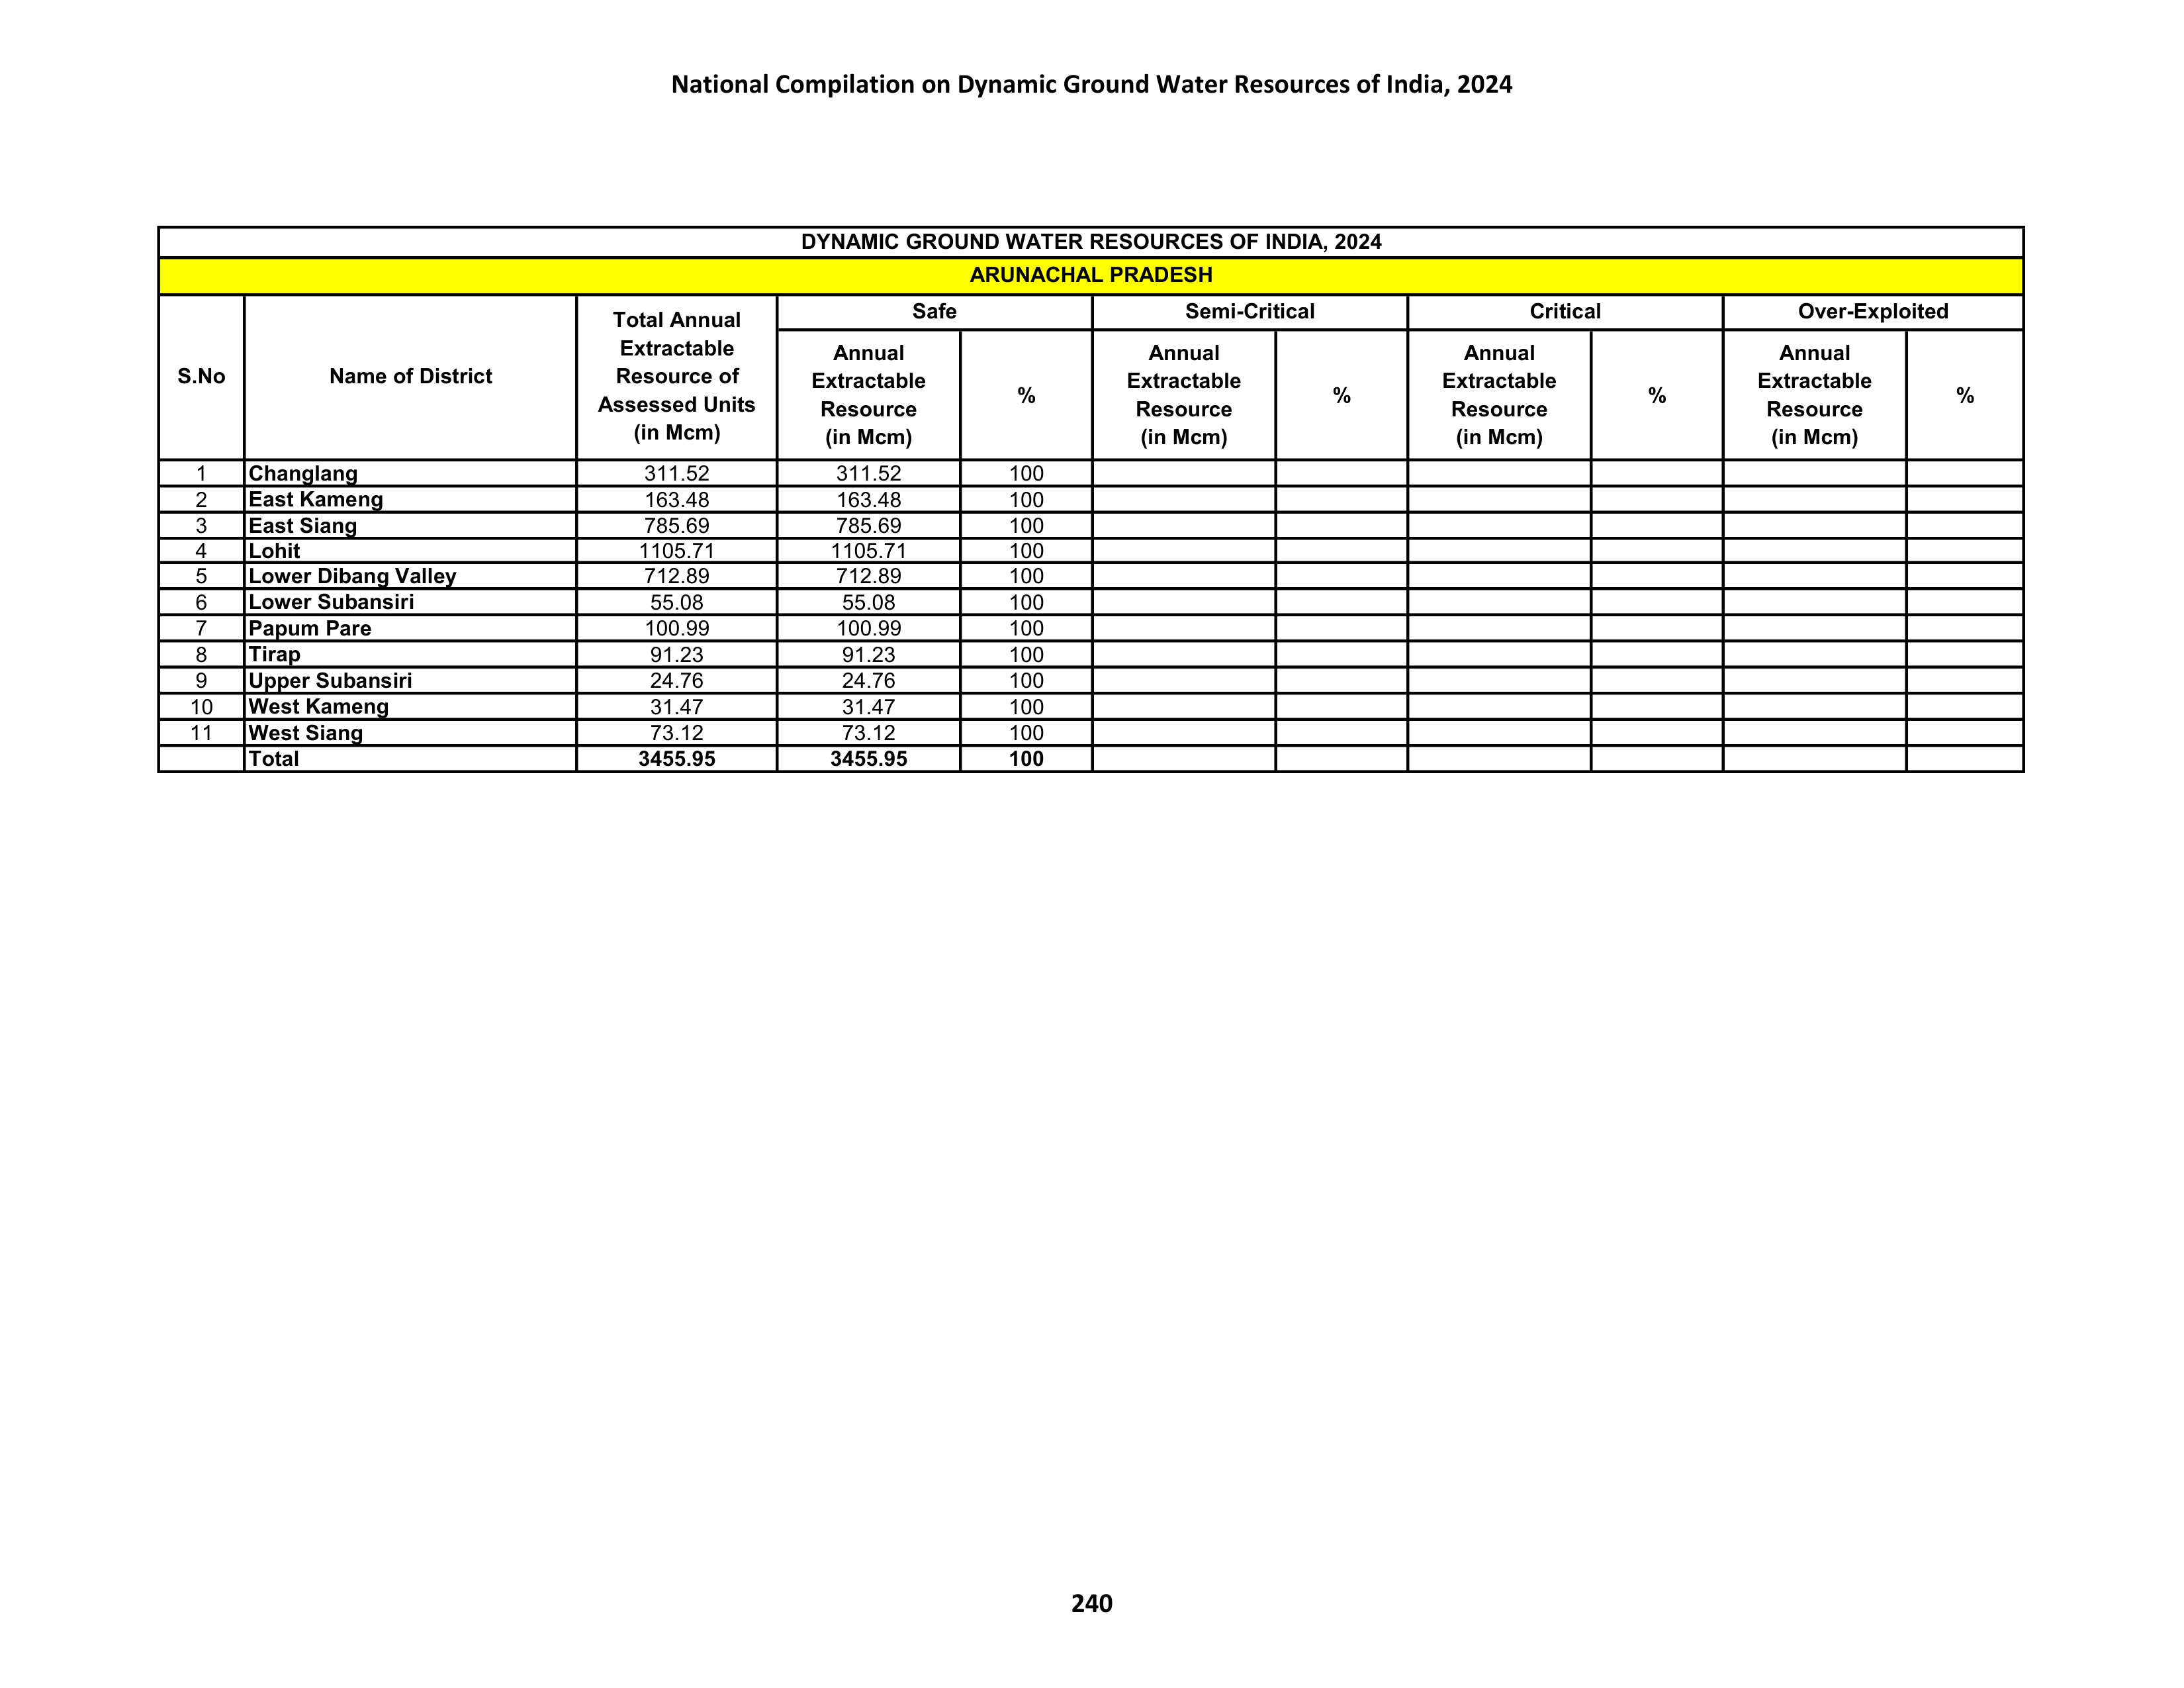 National Compilation on Dynamic Ground Water Resources of India, 2024
DYNAMIC GROUND WATER RESOURCES OF INDIA, 2024
ARUNACHAL PRADESH
S.No
Name of District
Total Annual
Extractable
Resource of
Assessed Units
(in Mcm)
Safe
Semi-Critical
Critical
Over-Exploited
Annual
Extractable
Resource
(in Mcm)
%
Annual
Extractable
Resource
(in Mcm)
%
Annual
Extractable
Resource
(in Mcm)
%
Annual
Extractable
Resource
(in Mcm)
%
1 Changlang 311.52 311.52 100
2 East Kameng 163.48 163.48 100
3 East Siang 785.69 785.69 100
4 Lohit 1105.71 1105.71 100
5 Lower Dibang Valley 712.89 712.89 100
6 Lower Subansiri 55.08 55.08 100
7 Papum Pare 100.99 100.99 100
8 Tirap 91.23 91.23 100
9 Upper Subansiri 24.76 24.76 100
10 West Kameng 31.47 31.47 100
11 West Siang 73.12 73.12 100
Total 3455.95 3455.95 100
240